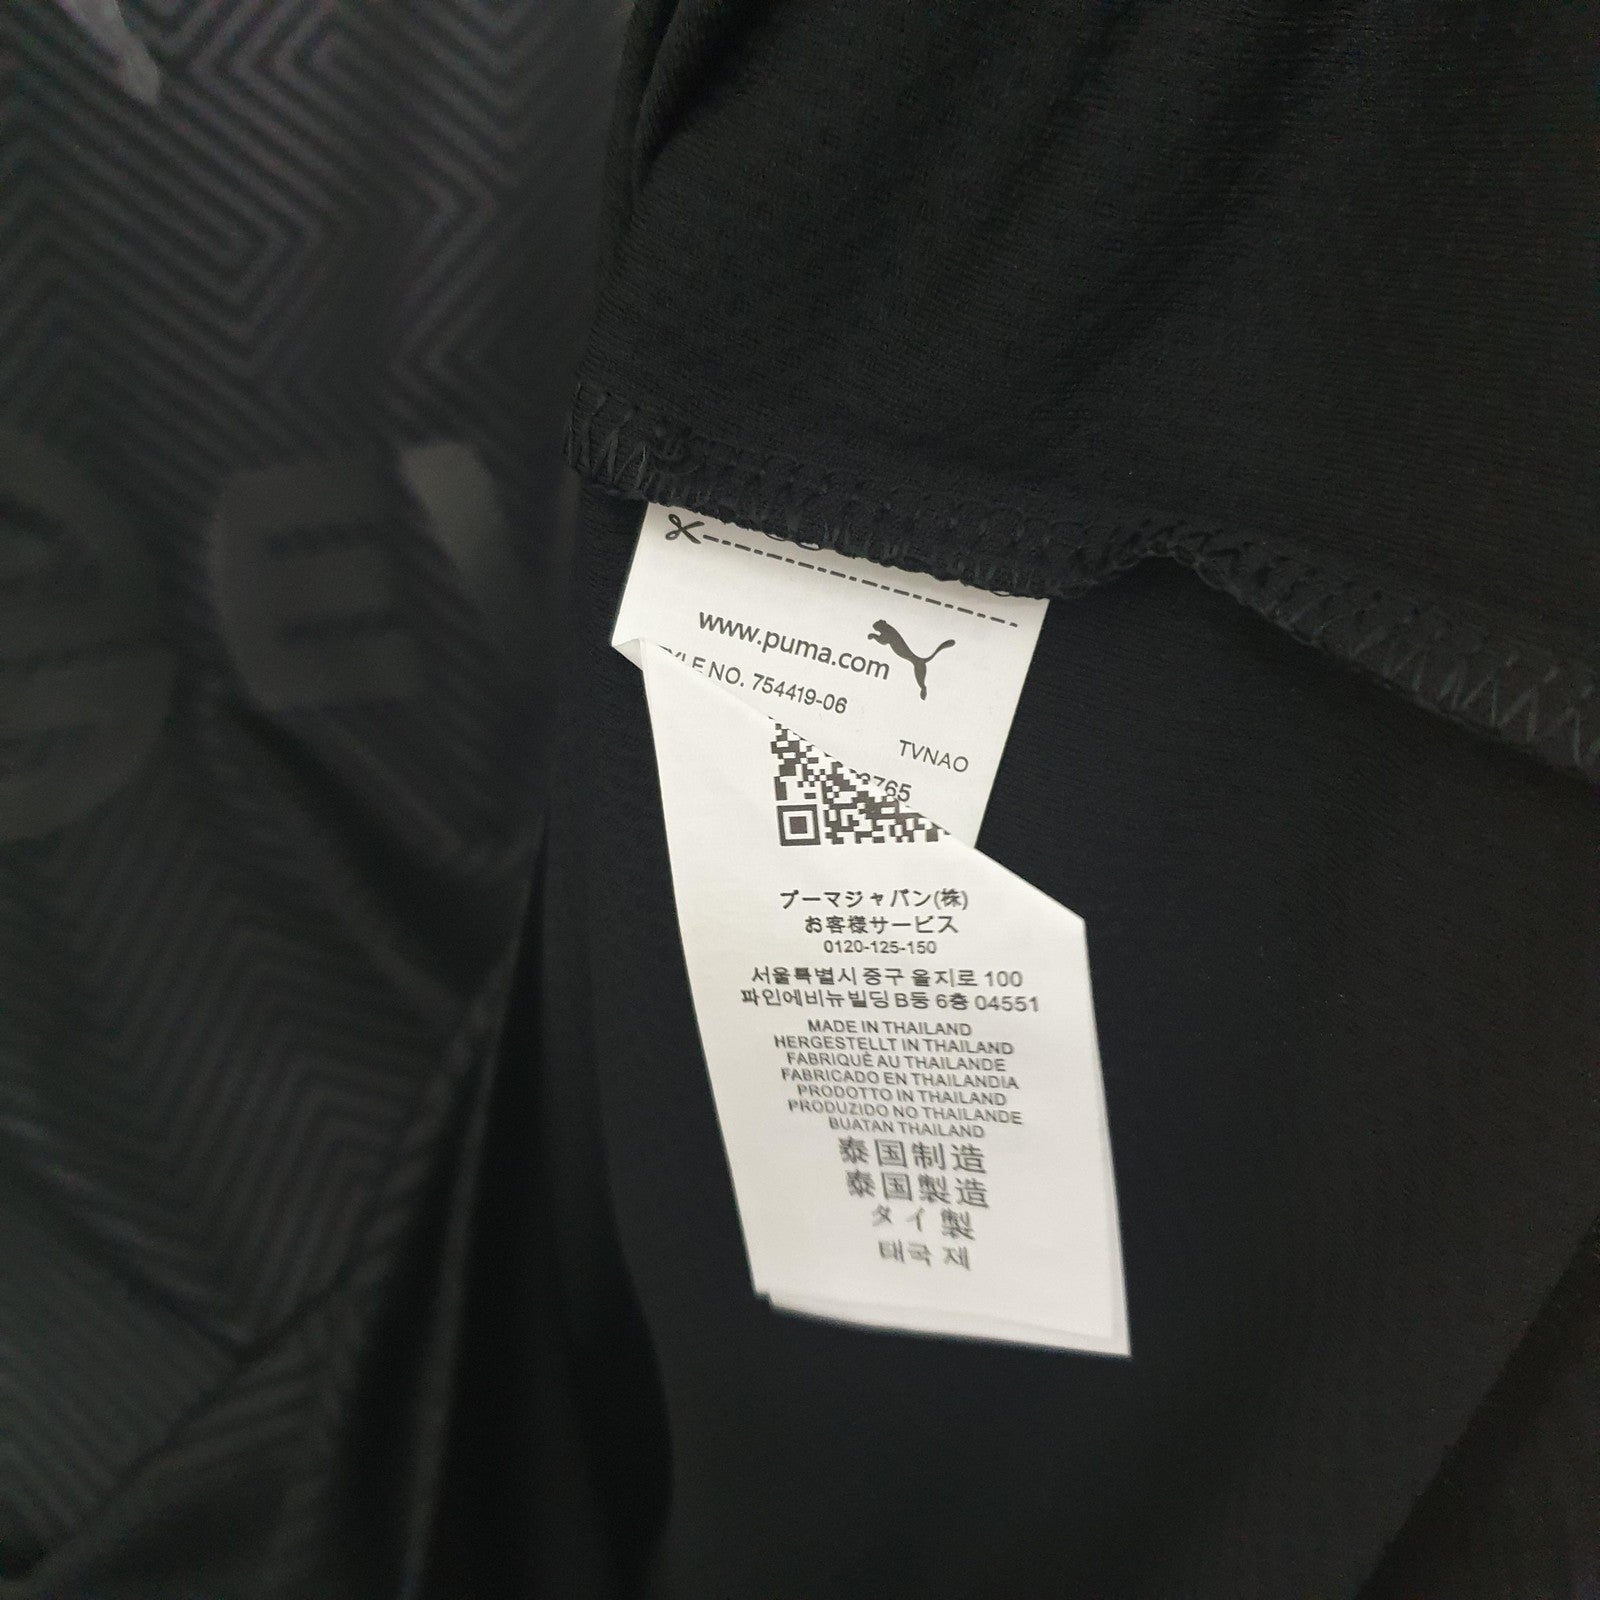 www.puma.com
NO. 754419-06
TVNAO
プーマジャパン(株)
お客様サービス
0120-125-150
서울특별시 중구 을지로 100
파인에비뉴빌딩 B동 6층 04551
MADE IN THAILAND
HERGESTELLT IN THAILAND
FABRIQUÉ AU THAILANDE
FABRICADO EN THAILANDIA
PRODOTTO IN THAILAND
PRODUZIDO NO THAILANDE
BUATAN THAILAND
泰国制造
泰国製造
タイ製
태국 제